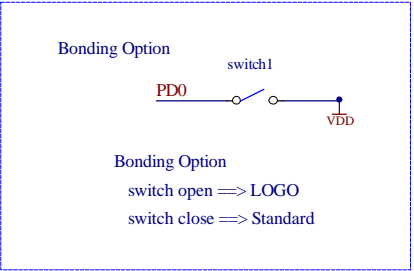 Bonding Option
switch1
PD0
VDD
Bonding Option
switch open ==> LOGO
switch close ==> Standard